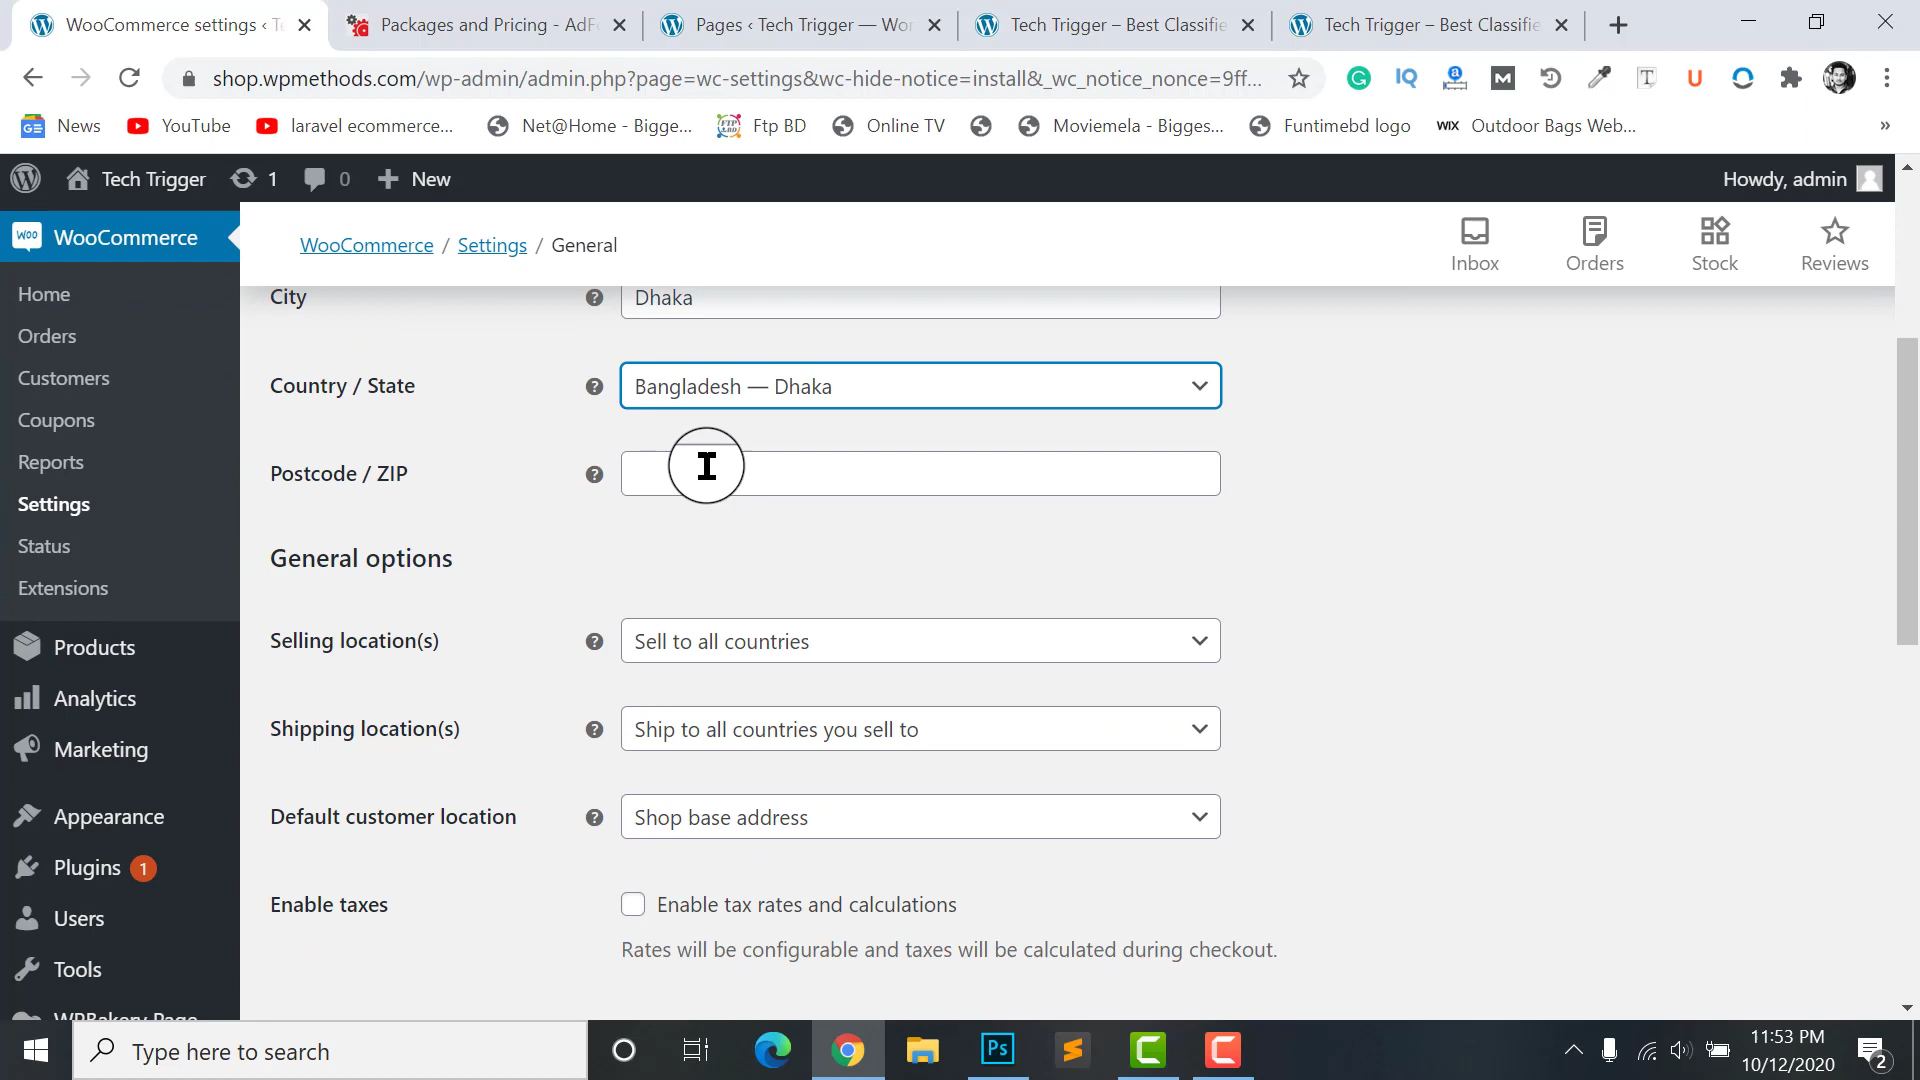 WooCommerce settings ‹ T
Packages and Pricing - AdF
Pages ‹ Tech Trigger — Wor
Tech Trigger – Best Classifie
Tech Trigger – Best Classifie
shop.wpmethods.com/wp-admin/admin.php?page=wc-settings&wc-hide-notice=install&_wc_notice_nonce=9ff...
News
YouTube
laravel ecommerce...
Net@Home - Bigge...
Ftp BD
Online TV
Moviemela - Bigges...
Funtimebd logo
WIX
Outdoor Bags Web...
»
Tech Trigger
1
0
New
Howdy, admin
WooCommerce
WooCommerce / Settings / General
Inbox
Orders
Stock
Reviews
Home
Orders
Customers
Coupons
Reports
Settings
Status
Extensions
Products
Analytics
Marketing
Appearance
Plugins 1
Users
Tools
WPBakery Page
City
Dhaka
Country / State
Bangladesh — Dhaka
Postcode / ZIP
General options
Selling location(s)
Sell to all countries
Shipping location(s)
Ship to all countries you sell to
Default customer location
Shop base address
Enable taxes
Enable tax rates and calculations
Rates will be configurable and taxes will be calculated during checkout.
Type here to search
Ps
11:53 PM
10/12/2020
2